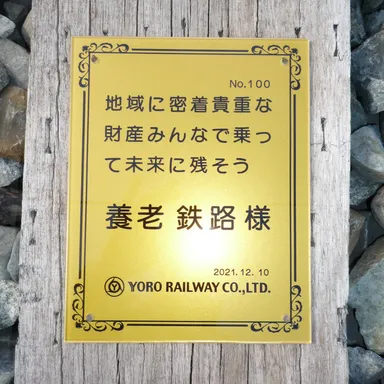 No.100
地域に密着貴重な
財産みんなで乗っ
て未来に残そう
養老 鉄路 様
2021.12.10
YORO RAILWAY CO.,LTD.